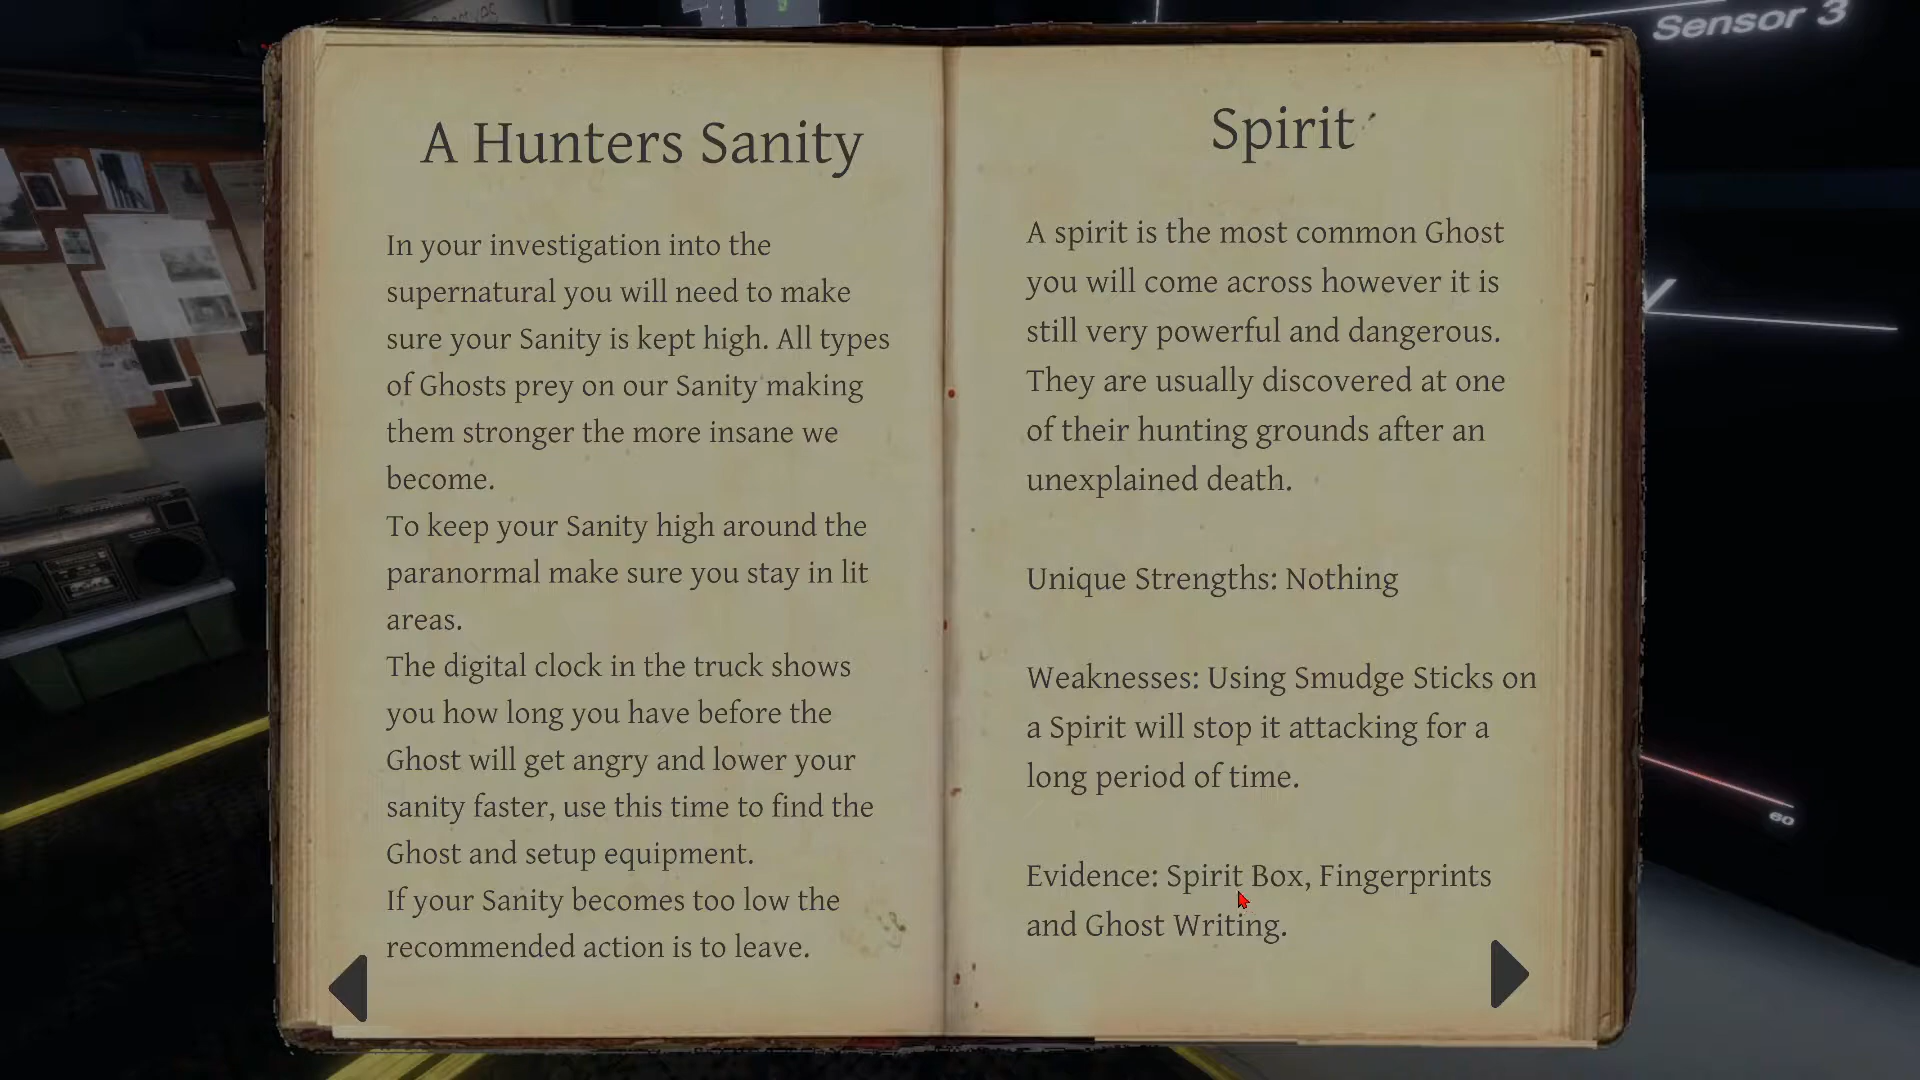 Sensor 3
A Hunters Sanity
In your investigation into the
supernatural you will need to make
sure your Sanity is kept high. All types
of Ghosts prey on our Sanity making
them stronger the more insane we
become.
To keep your Sanity high around the
paranormal make sure you stay in lit
areas.
The digital clock in the truck shows
you how long you have before the
Ghost will get angry and lower your
sanity faster, use this time to find the
Ghost and setup equipment.
If your Sanity becomes too low the
recommended action is to leave.
Spirit
A spirit is the most common Ghost
you will come across however it is
still very powerful and dangerous.
They are usually discovered at one
of their hunting grounds after an
unexplained death.
Unique Strengths: Nothing
Weaknesses: Using Smudge Sticks on
a Spirit will stop it attacking for a
long period of time.
Evidence: Spirit Box, Fingerprints
and Ghost Writing.
60